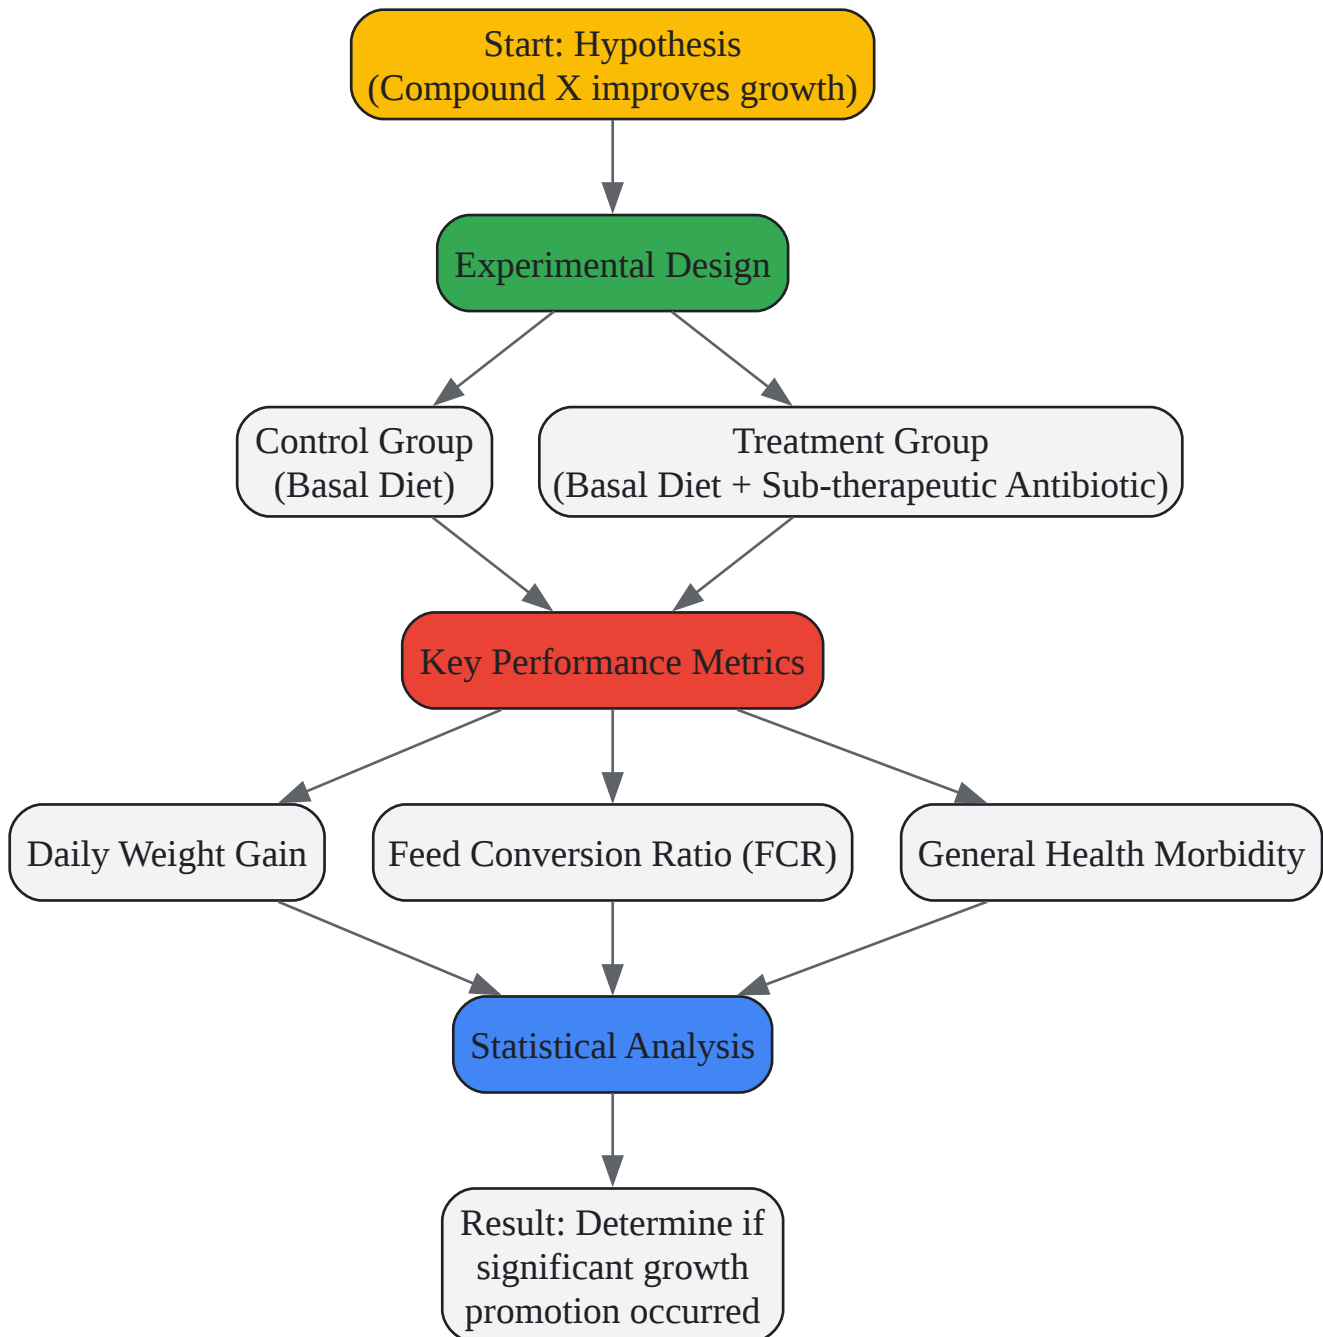 Start: Hypothesis
(Compound X improves growth)
Experimental Design
Control Group
(Basal Diet)
Treatment Group
(Basal Diet + Sub-therapeutic Antibiotic)
Key Performance Metrics
Daily Weight Gain
Feed Conversion Ratio (FCR)
General Health Morbidity
Statistical Analysis
Result: Determine if
significant growth
promotion occurred